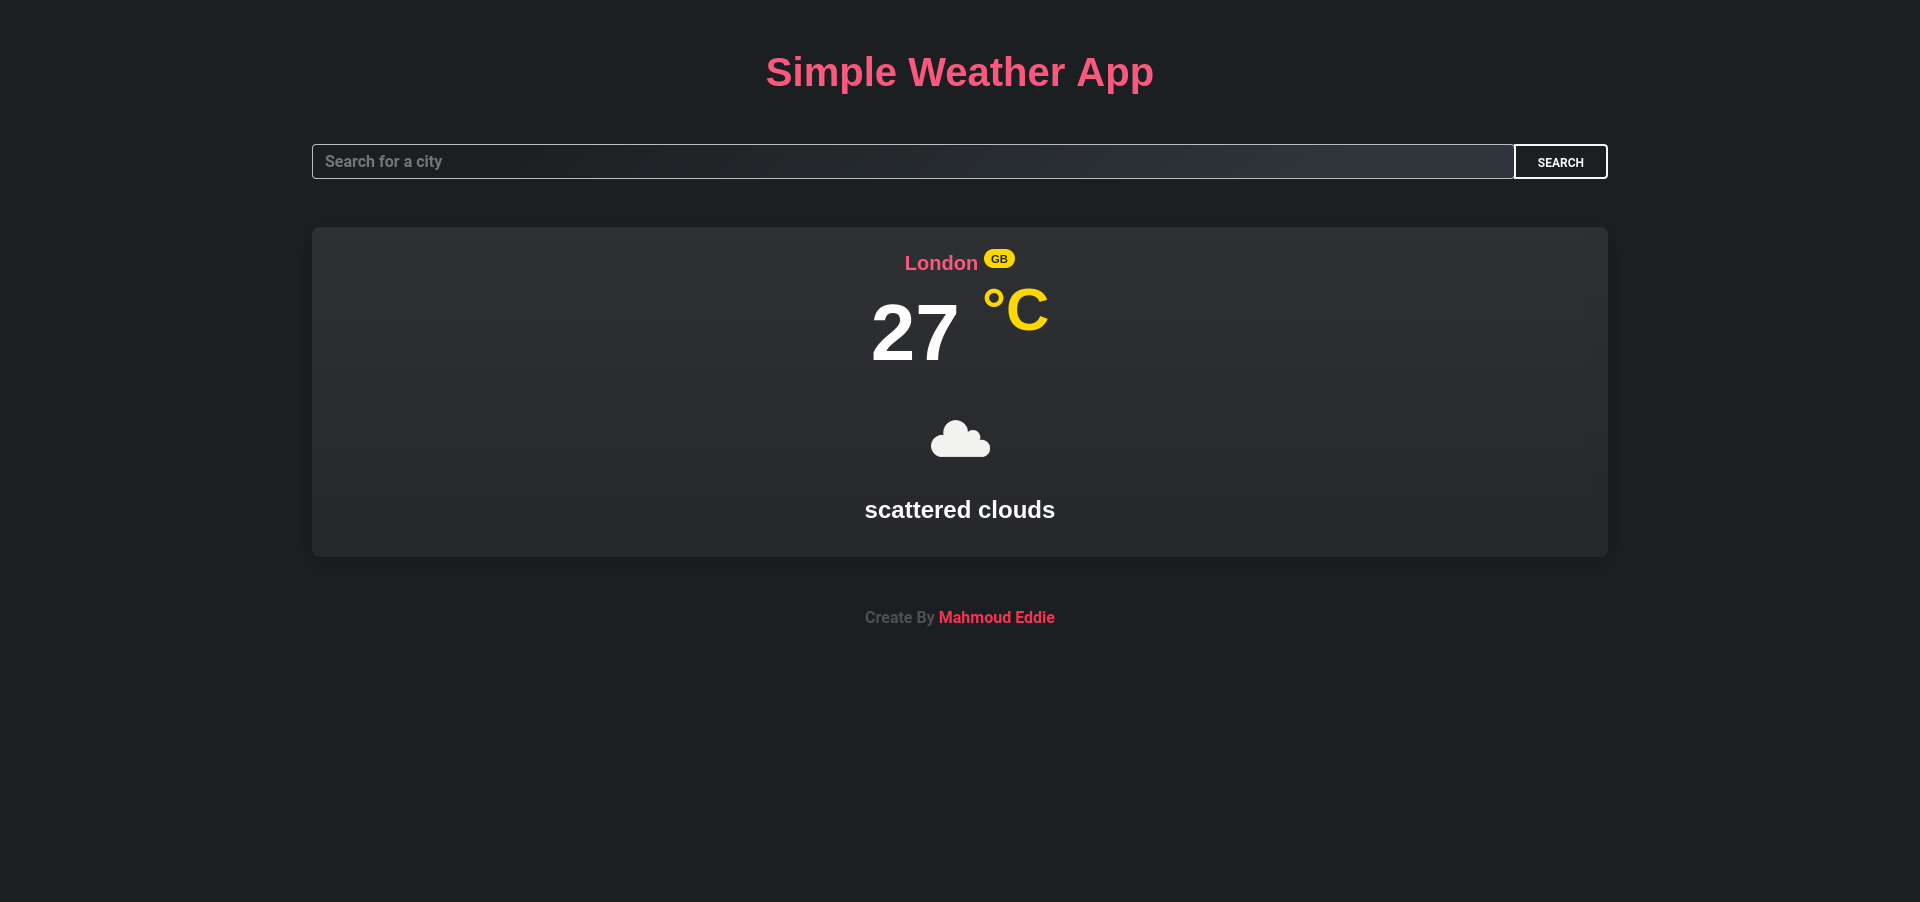 Simple Weather App
Search for a city
SEARCH
London GB
27 °C
scattered clouds
Create By Mahmoud Eddie